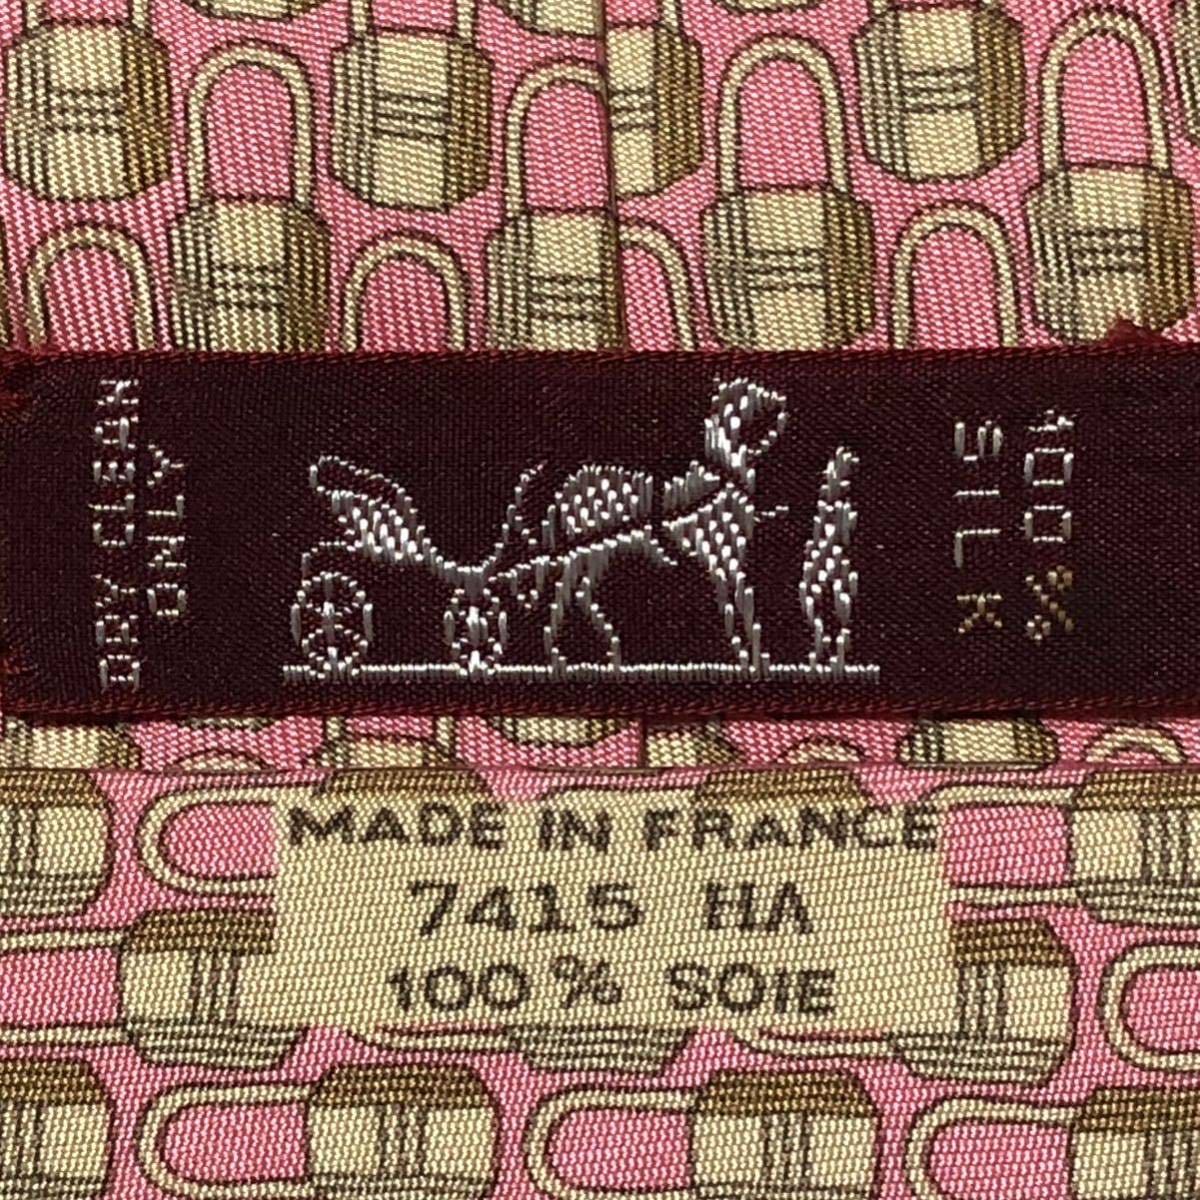 DRY CLEAN
ONLY
100%
SILK
MADE IN FRANCE
7415 HA
100% SOIE